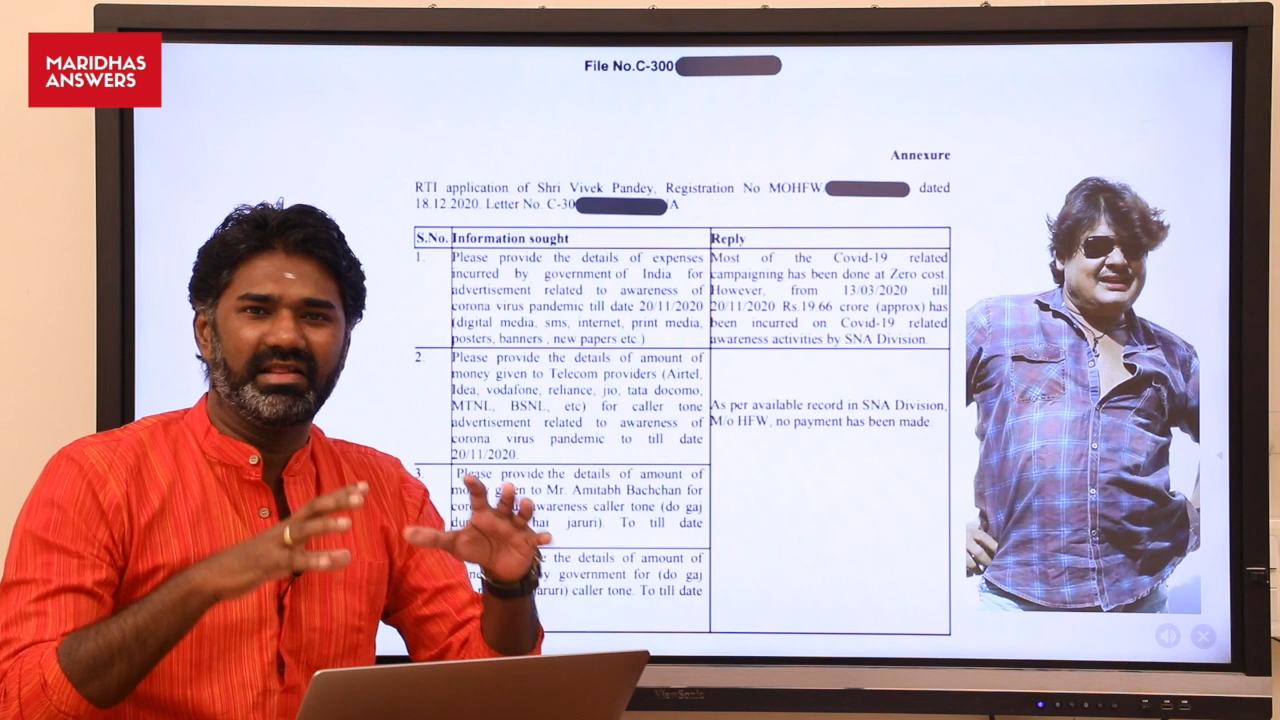 MARIDHAS
ANSWERS
File No.C-300
Annexure
RTI application of Shri Vivek Pandey, Registration No MOHFW/ dated
18.12.2020. Letter No. C-30 /A
S.No. Information sought Reply
1. Please provide the details of expenses
incurred by government of India for
advertisement related to awareness of
corona virus pandemic till date 20/11/2020
(digital media, sms, internet, print media,
posters, banners , new papers etc.)
Most of the Covid-19 related
campaigning has been done at Zero cost.
However, from 13/03/2020 till
20/11/2020 Rs.19.66 crore (approx) has
been incurred on Covid-19 related
awareness activities by SNA Division.
2. Please provide the details of amount of
money given to Telecom providers (Airtel,
Idea, vodafone, reliance, jio, tata docomo,
MTNL, BSNL, etc) for caller tone
advertisement related to awareness of
corona virus pandemic to till date
20/11/2020.
As per available record in SNA Division,
M/o HFW, no payment has been made.
3. Please provide the details of amount of
given to Mr. Amitabh Bachchan for
awareness caller tone (do gaj
hai jaruri). To till date
the details of amount of
by government for (do gaj
jaruri) caller tone. To till date
ViewSonic